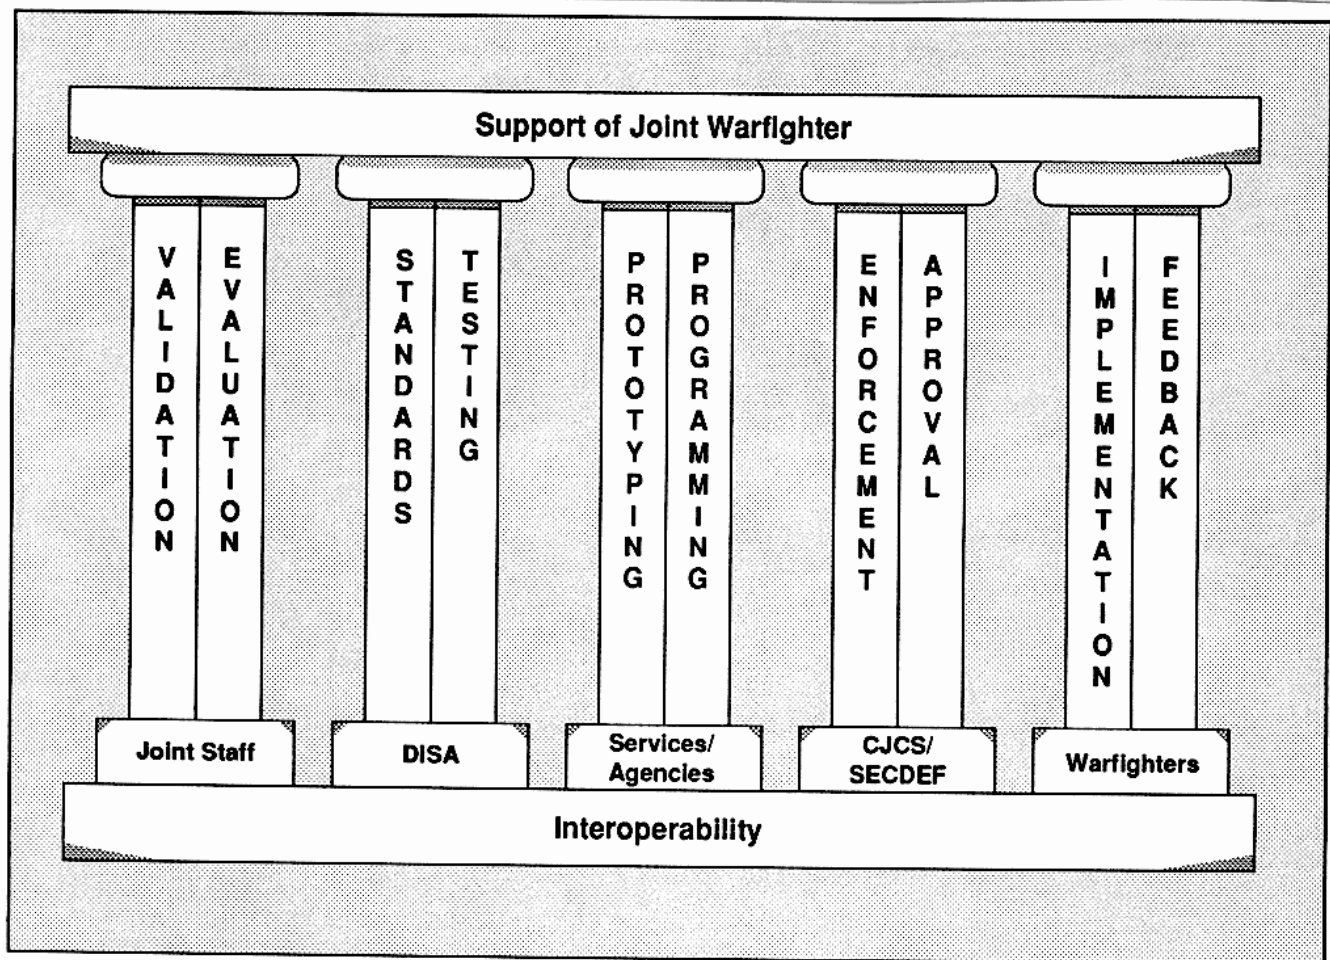 Support of Joint Warfighter
VALIDATION
EVALUATION
STANDARDS
TESTING
PROTOTYPING
PROGRAMMING
ENFORCEMENT
APPROVAL
IMPLEMENTATION
FEEDBACK
Joint Staff
DISA
Services/
Agencies
CJCS/
SECDEF
Warfighters
Interoperability